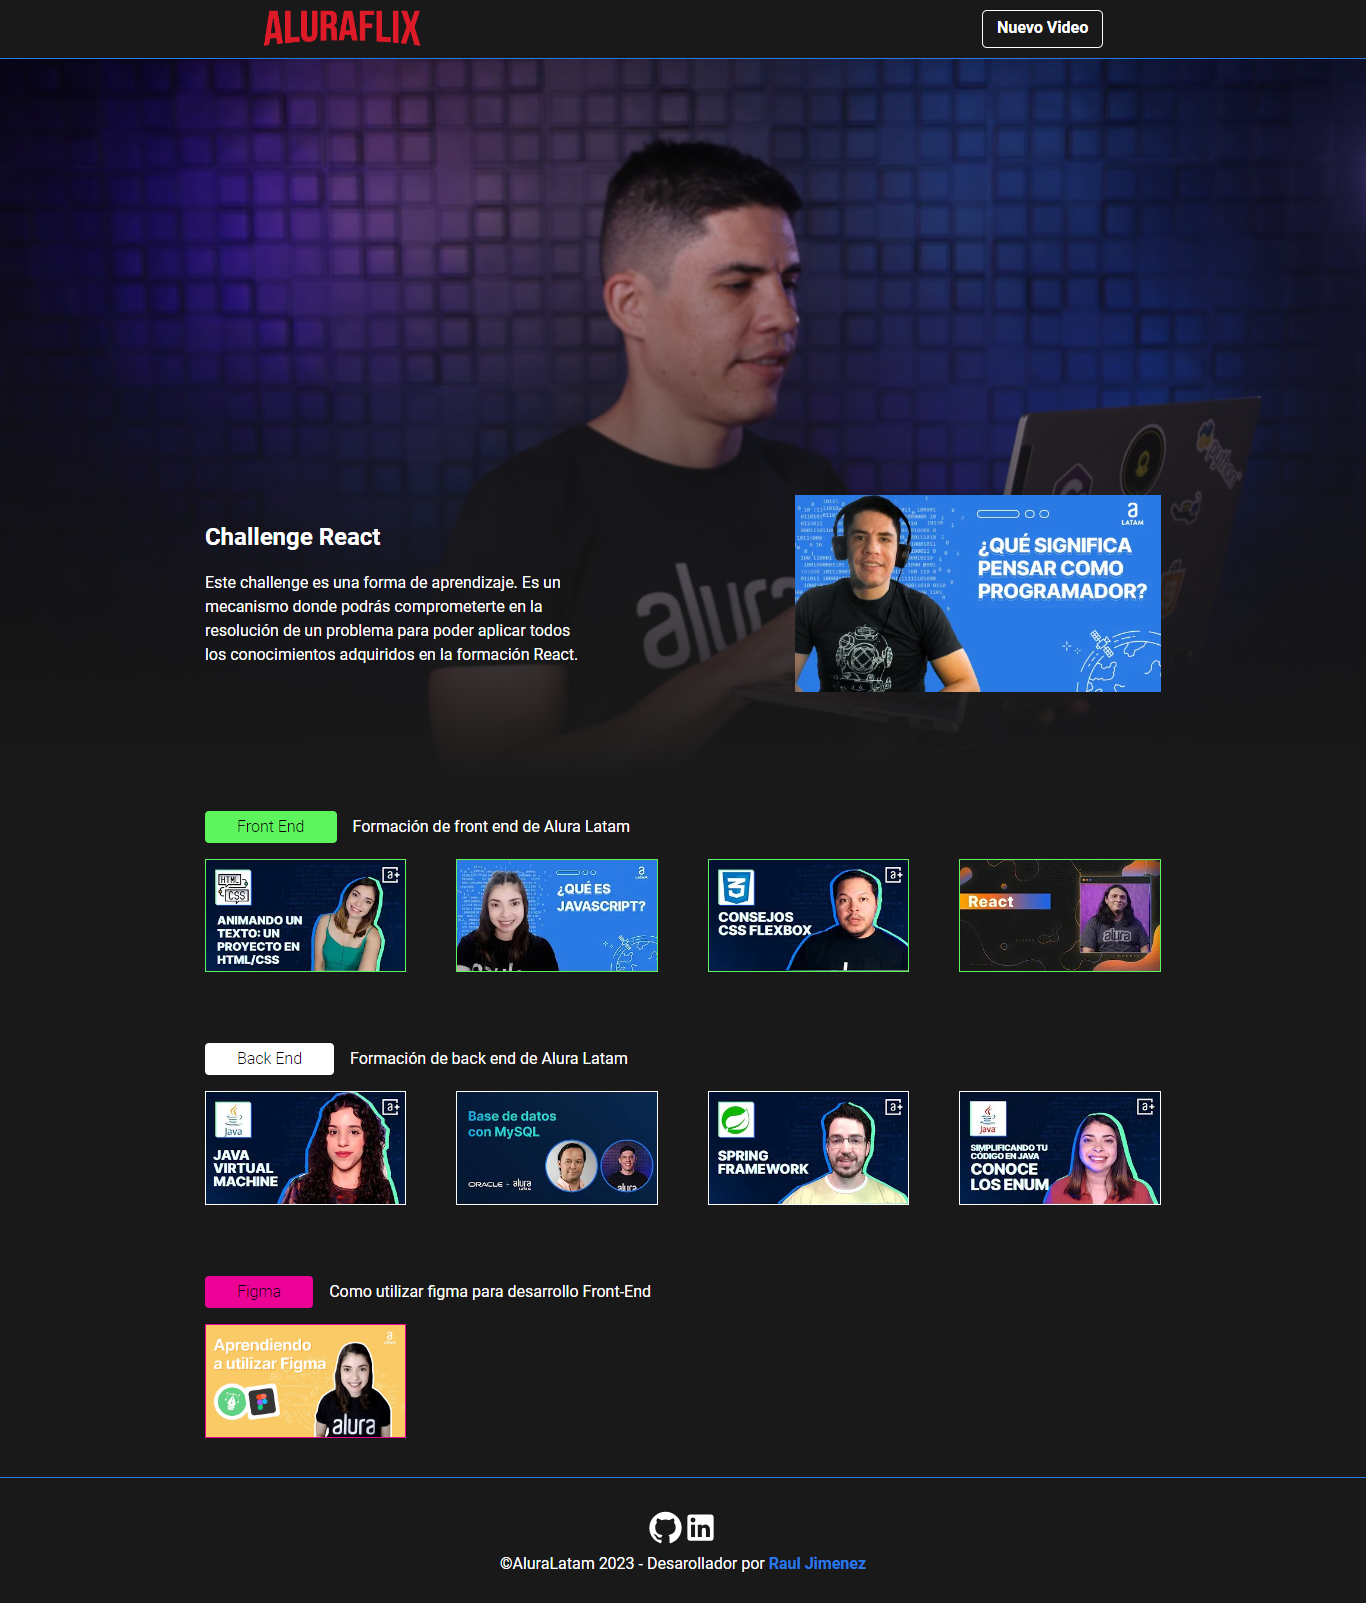 ALURAFLIX
Nuevo Video
Challenge React
Este challenge es una forma de aprendizaje. Es un
mecanismo donde podrás comprometerte en la
resolución de un problema para poder aplicar todos
los conocimientos adquiridos en la formación React.
alura
a
LATAM
¿QUÉ SIGNIFICA
PENSAR COMO
PROGRAMADOR?
Front End
Formación de front end de Alura Latam
HTML
CSS
a+
ANIMANDO UN
TEXTO: UN
PROYECTO EN
HTML/CSS
a
LATAM
¿QUÉ ES
JAVASCRIPT?
3
a+
CONSEJOS
CSS FLEXBOX
React
alura
Back End
Formación de back end de Alura Latam
Java
a+
JAVA
VIRTUAL
MACHINE
Base de datos
con MySQL
ORACLE + alura
LATAM
alura
a+
SPRING
FRAMEWORK
Java
a+
SIMPLIFICANDO TU
CÓDIGO EN JAVA
CONOCE
LOS ENUM
Figma
Como utilizar figma para desarrollo Front-End
a
LATAM
Aprendiendo
a utilizar Figma
alura
in
©AluraLatam 2023 - Desarollador por Raul Jimenez